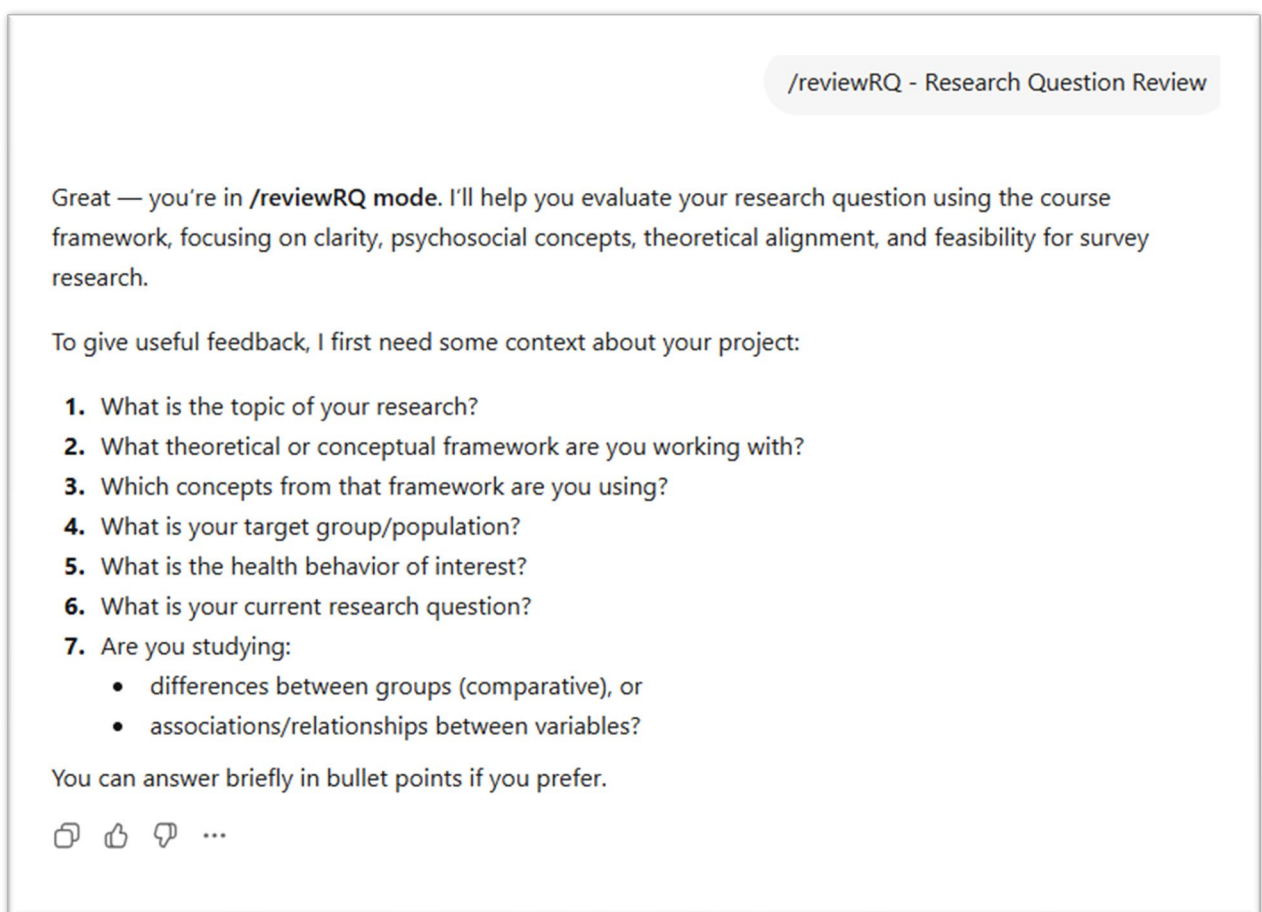 /reviewRQ - Research Question Review
Great — you're in /reviewRQ mode. I'll help you evaluate your research question using the course
framework, focusing on clarity, psychosocial concepts, theoretical alignment, and feasibility for survey
research.
To give useful feedback, I first need some context about your project:
1. What is the topic of your research?
2. What theoretical or conceptual framework are you working with?
3. Which concepts from that framework are you using?
4. What is your target group/population?
5. What is the health behavior of interest?
6. What is your current research question?
7. Are you studying:
• differences between groups (comparative), or
• associations/relationships between variables?
You can answer briefly in bullet points if you prefer.